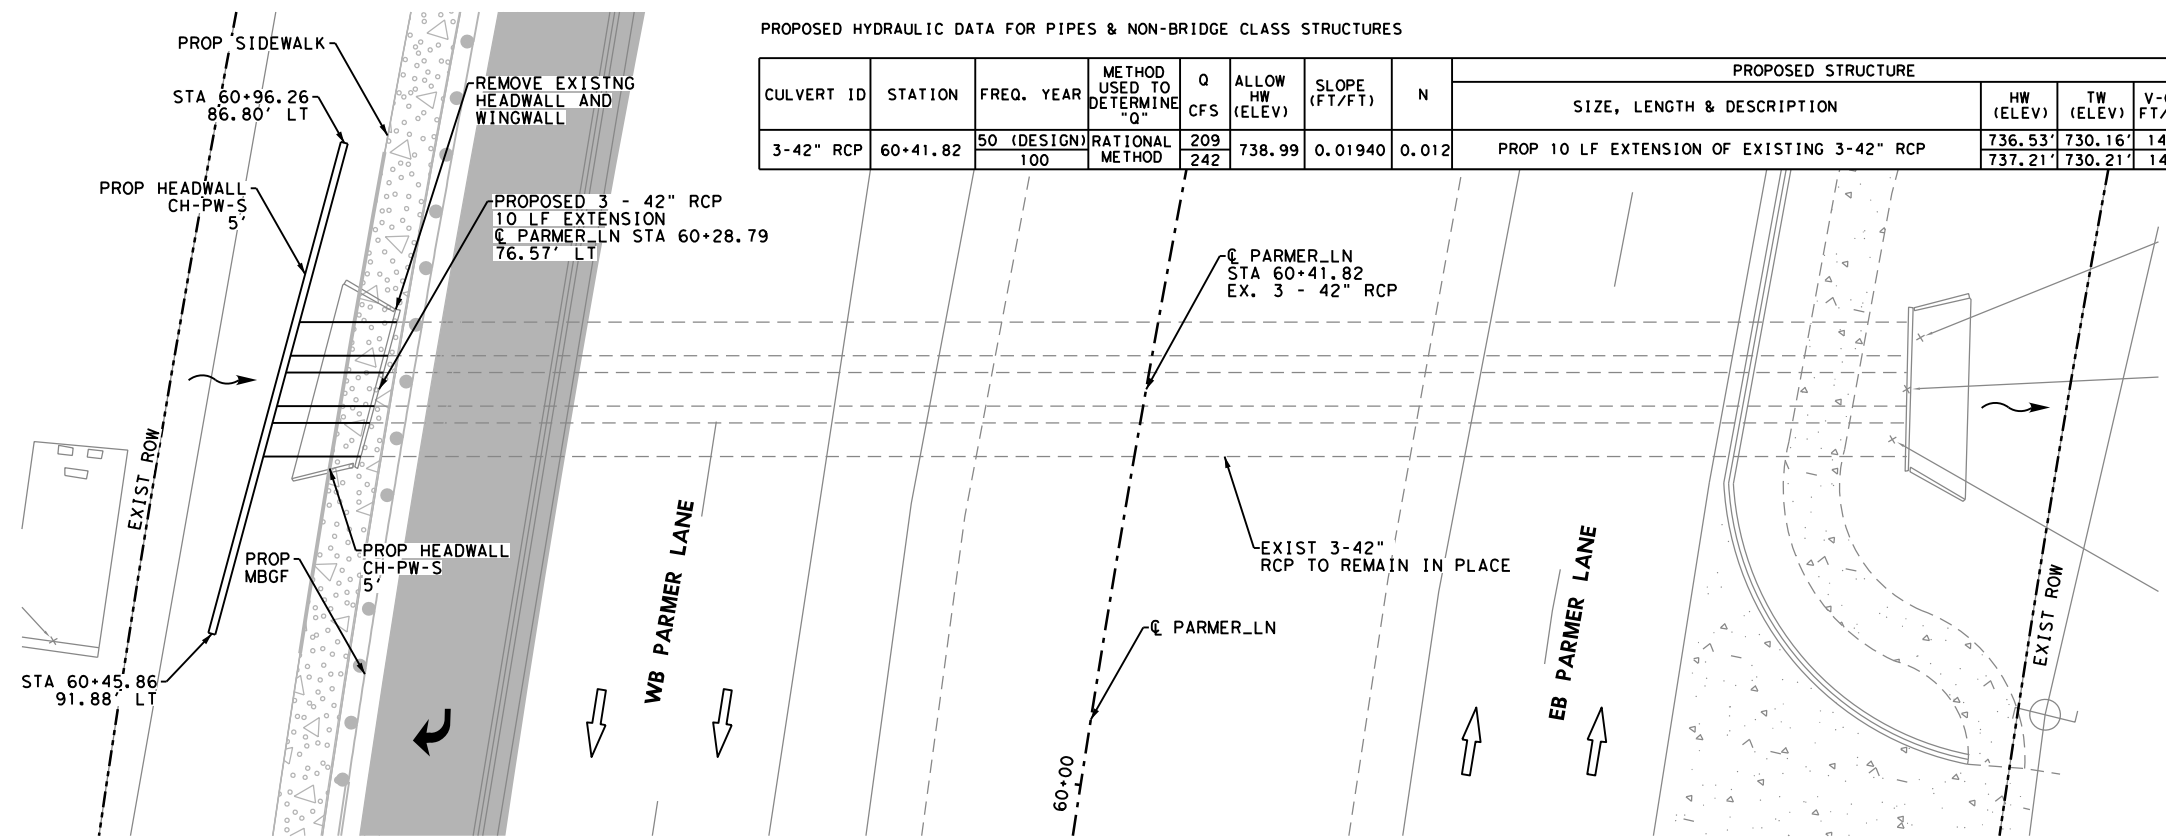 PROPOSED HYDRAULIC DATA FOR PIPES & NON-BRIDGE CLASS STRUCTURES
CULVERT ID
STATION
FREQ. YEAR
METHOD
USED TO
DETERMINE
"Q"
Q
CFS
ALLOW
HW
(ELEV)
SLOPE
(FT/FT)
N
PROPOSED STRUCTURE
SIZE, LENGTH & DESCRIPTION
HW
(ELEV)
TW
(ELEV)
3-42" RCP
60+41.82
50 (DESIGN)
100
RATIONAL
METHOD
209
242
738.99
0.01940
0.012
PROP 10 LF EXTENSION OF EXISTING 3-42" RCP
736.53'
737.21'
730.16'
730.21'
14
14
PROP SIDEWALK
STA 60+96.26
86.80' LT
PROP HEADWALL
CH-PW-S
5'
REMOVE EXISTNG
HEADWALL AND
WINGWALL
PROPOSED 3 - 42" RCP
10 LF EXTENSION
℄ PARMER_LN STA 60+28.79
76.57' LT
℄ PARMER_LN
STA 60+41.82
EX. 3 - 42" RCP
EXIST ROW
PROP HEADWALL
CH-PW-S
5'
PROP
MBGF
STA 60+45.86
91.88' LT
WB PARMER LANE
EXIST 3-42"
RCP TO REMAIN IN PLACE
℄ PARMER_LN
60+00
EB PARMER LANE
EXIST ROW